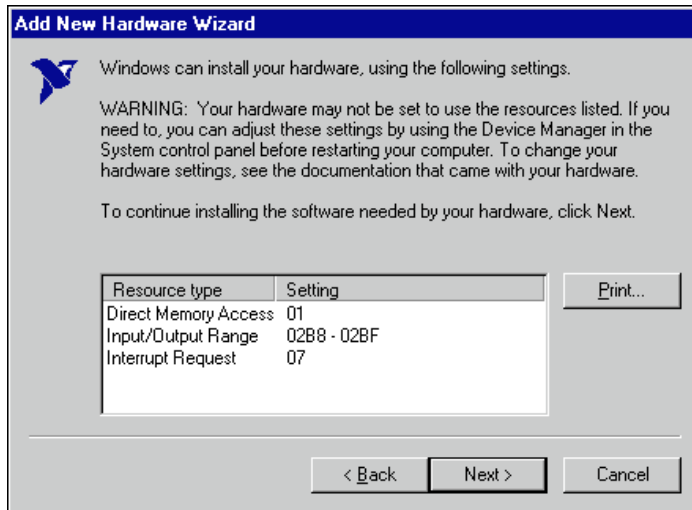 Add New Hardware Wizard
Windows can install your hardware, using the following settings.
WARNING: Your hardware may not be set to use the resources listed. If you
need to, you can adjust these settings by using the Device Manager in the
System control panel before restarting your computer. To change your
hardware settings, see the documentation that came with your hardware.
To continue installing the software needed by your hardware, click Next.
Resource type Setting
Direct Memory Access 01
Input/Output Range 02B8 - 02BF
Interrupt Request 07
Print...
< Back Next > Cancel